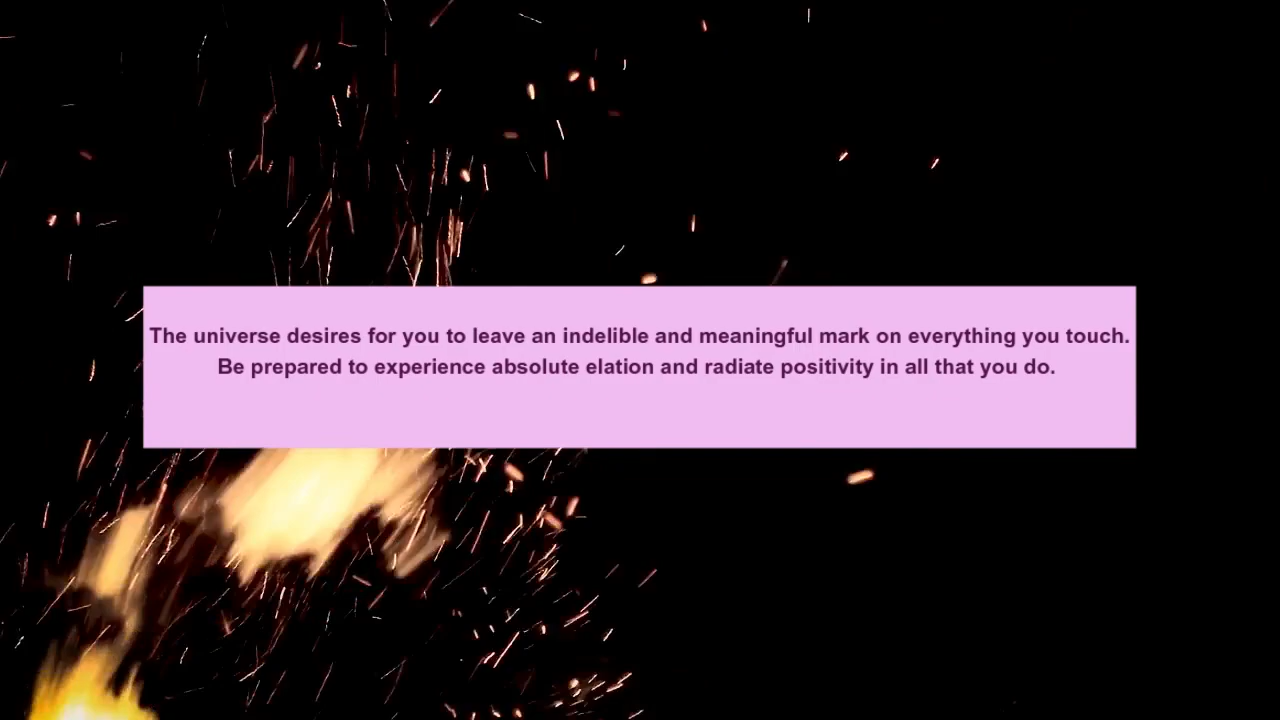 The universe desires for you to leave an indelible and meaningful mark on everything you touch.
Be prepared to experience absolute elation and radiate positivity in all that you do.